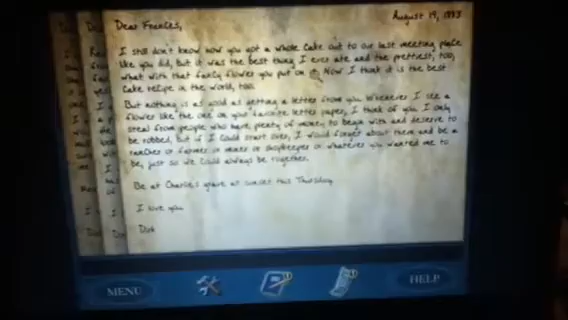 Dear Frances,
August 19, 1883
I still don't know how you got a whole cake out to our last meeting place
like you did, but it was the best thing I ever ate and the prettiest, too,
what with that fancy flower you put on Now I think it is the best
cake recipe in the world, too.
But nothing is as good as getting a letter from you. Whenever I see a
flower like the one on your favorite letter paper, I think of you. I only
steal from people who have plenty of money to begin with and deserve to
be robbed, but if I could start over, I would forget about them and be a
rancher or farmer or miner or shopkeeper or whatever you wanted me to
be, just so we could always be together.
Be at Charlie's grave at sunset this Thursday
I love you
Dirk
MENU
HELP